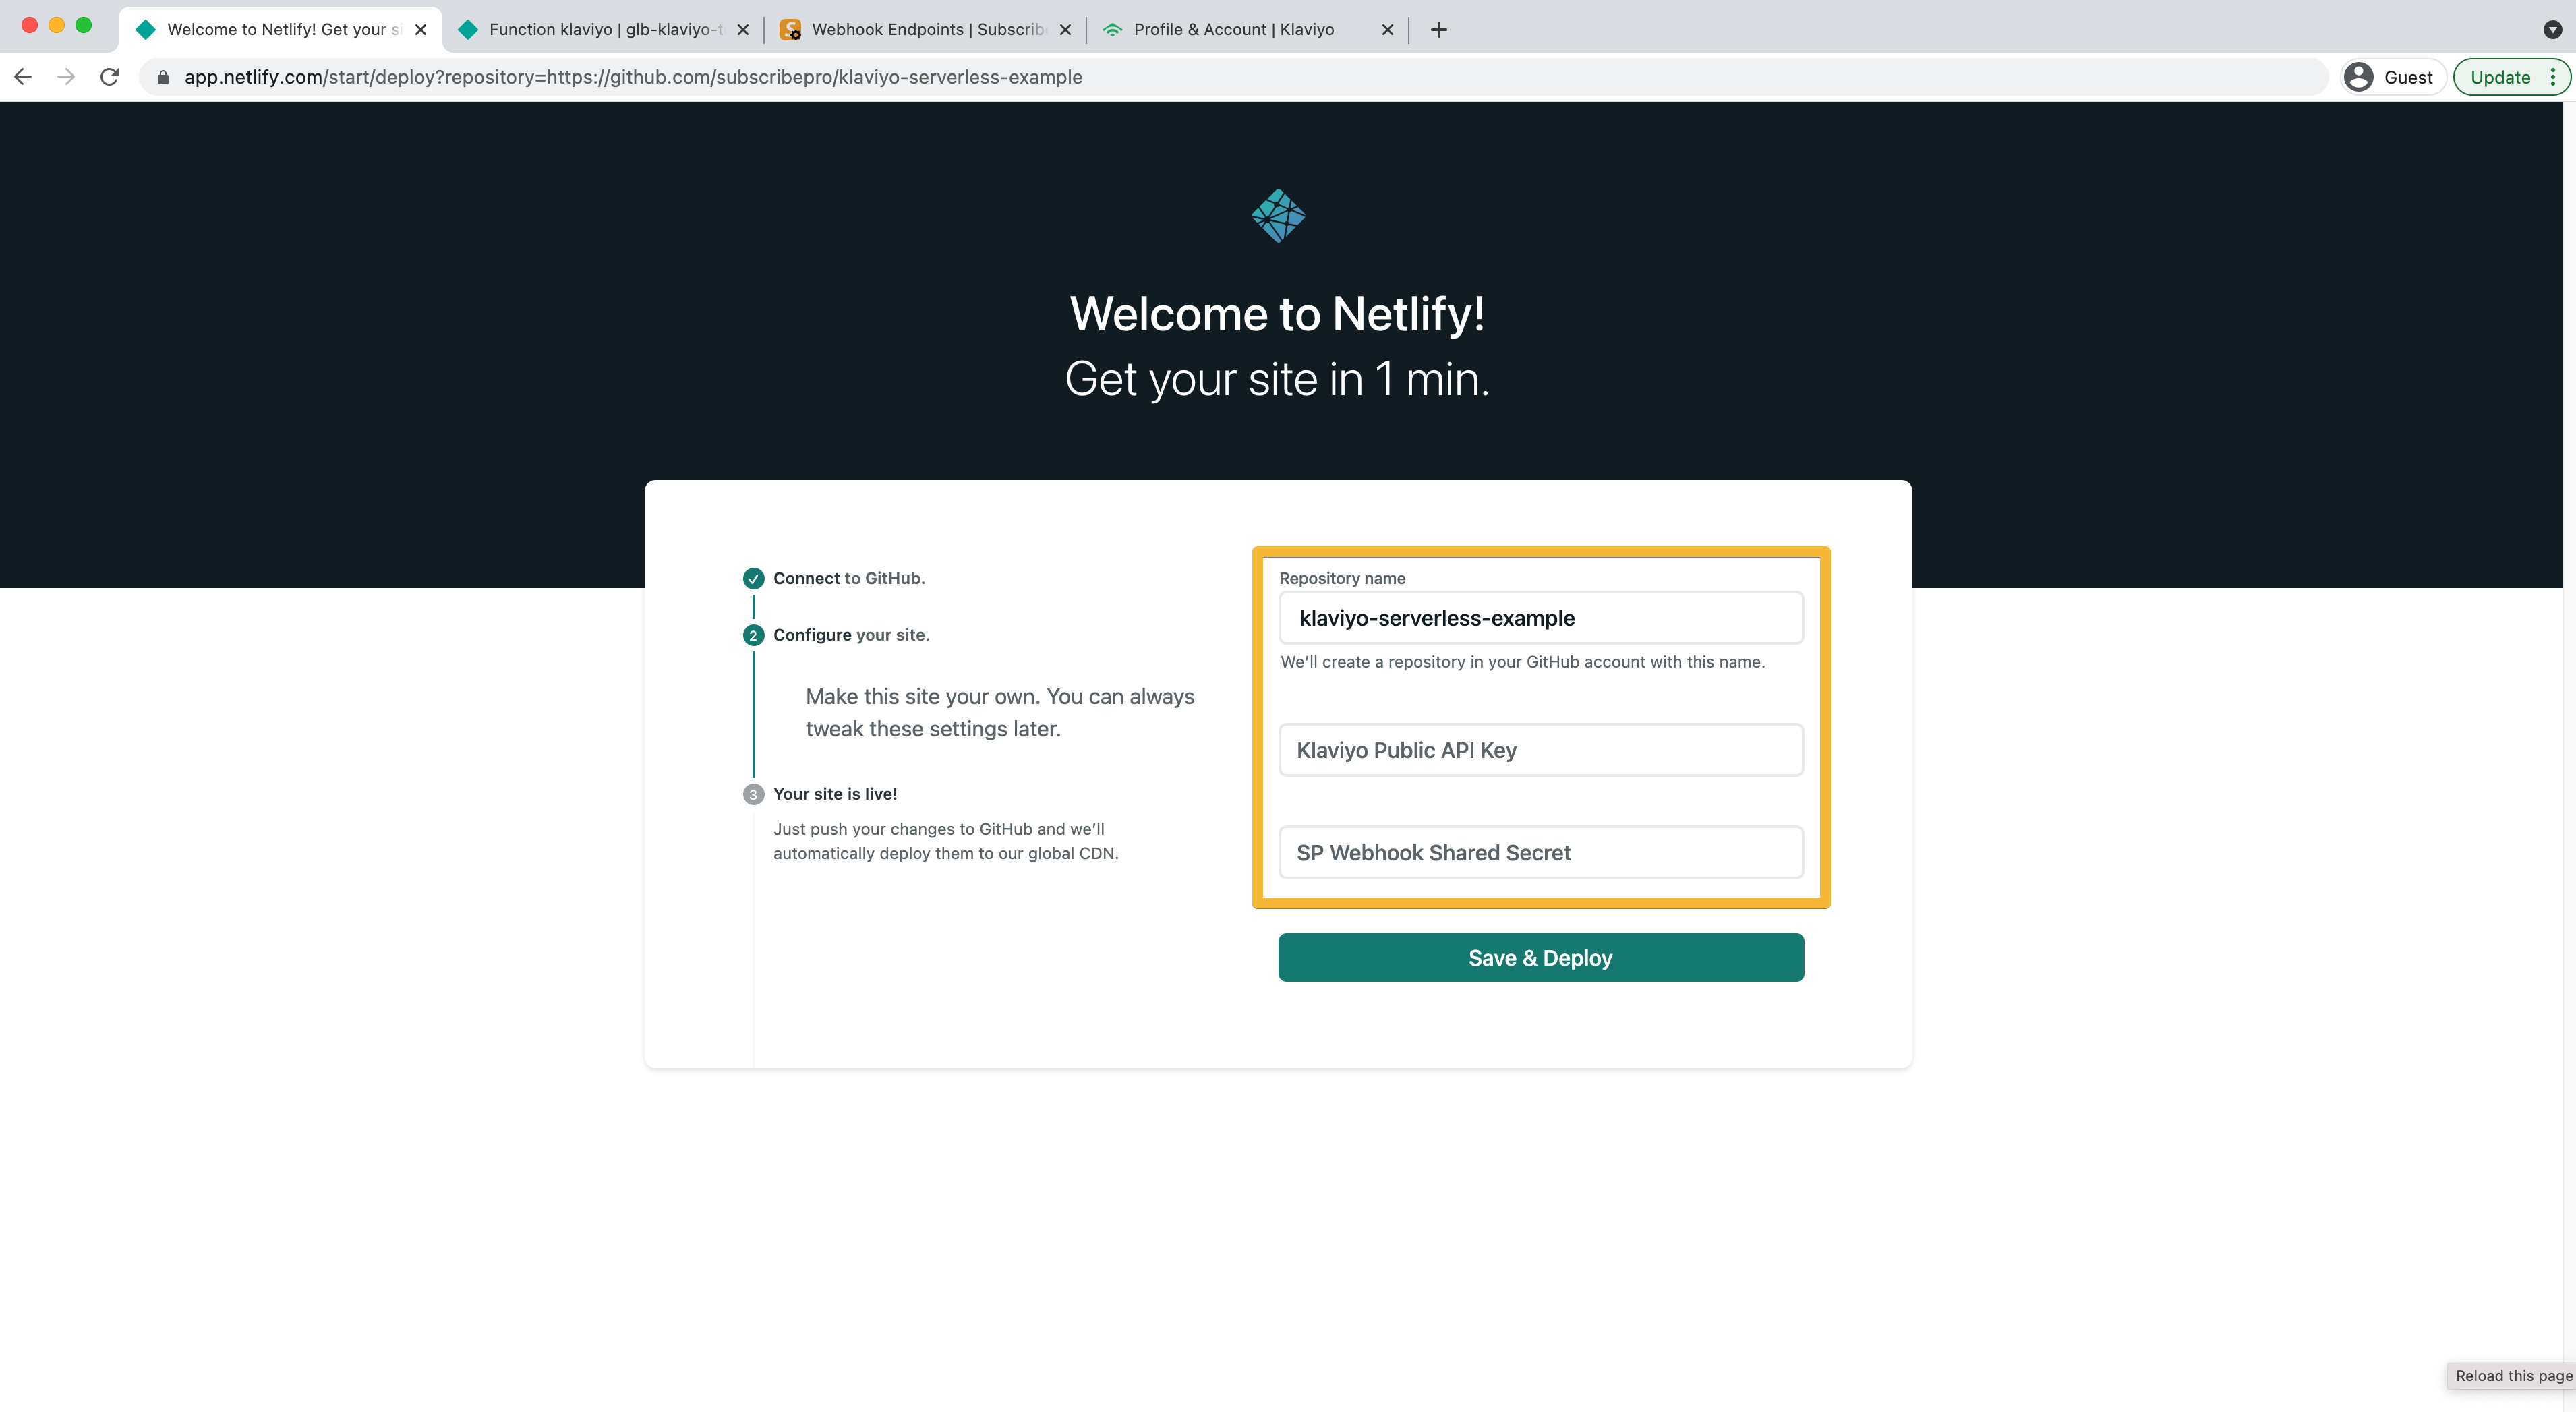 Welcome to Netlify! Get your s
Function klaviyo | glb-klaviyo-t
Webhook Endpoints | Subscrib
Profile & Account | Klaviyo
app.netlify.com/start/deploy?repository=https://github.com/subscribepro/klaviyo-serverless-example
Guest
Update
Welcome to Netlify!
Get your site in 1 min.
Connect to GitHub.
2 Configure your site.
Make this site your own. You can always
tweak these settings later.
3 Your site is live!
Just push your changes to GitHub and we'll
automatically deploy them to our global CDN.
Repository name
klaviyo-serverless-example
We'll create a repository in your GitHub account with this name.
Klaviyo Public API Key
SP Webhook Shared Secret
Save & Deploy
Reload this page